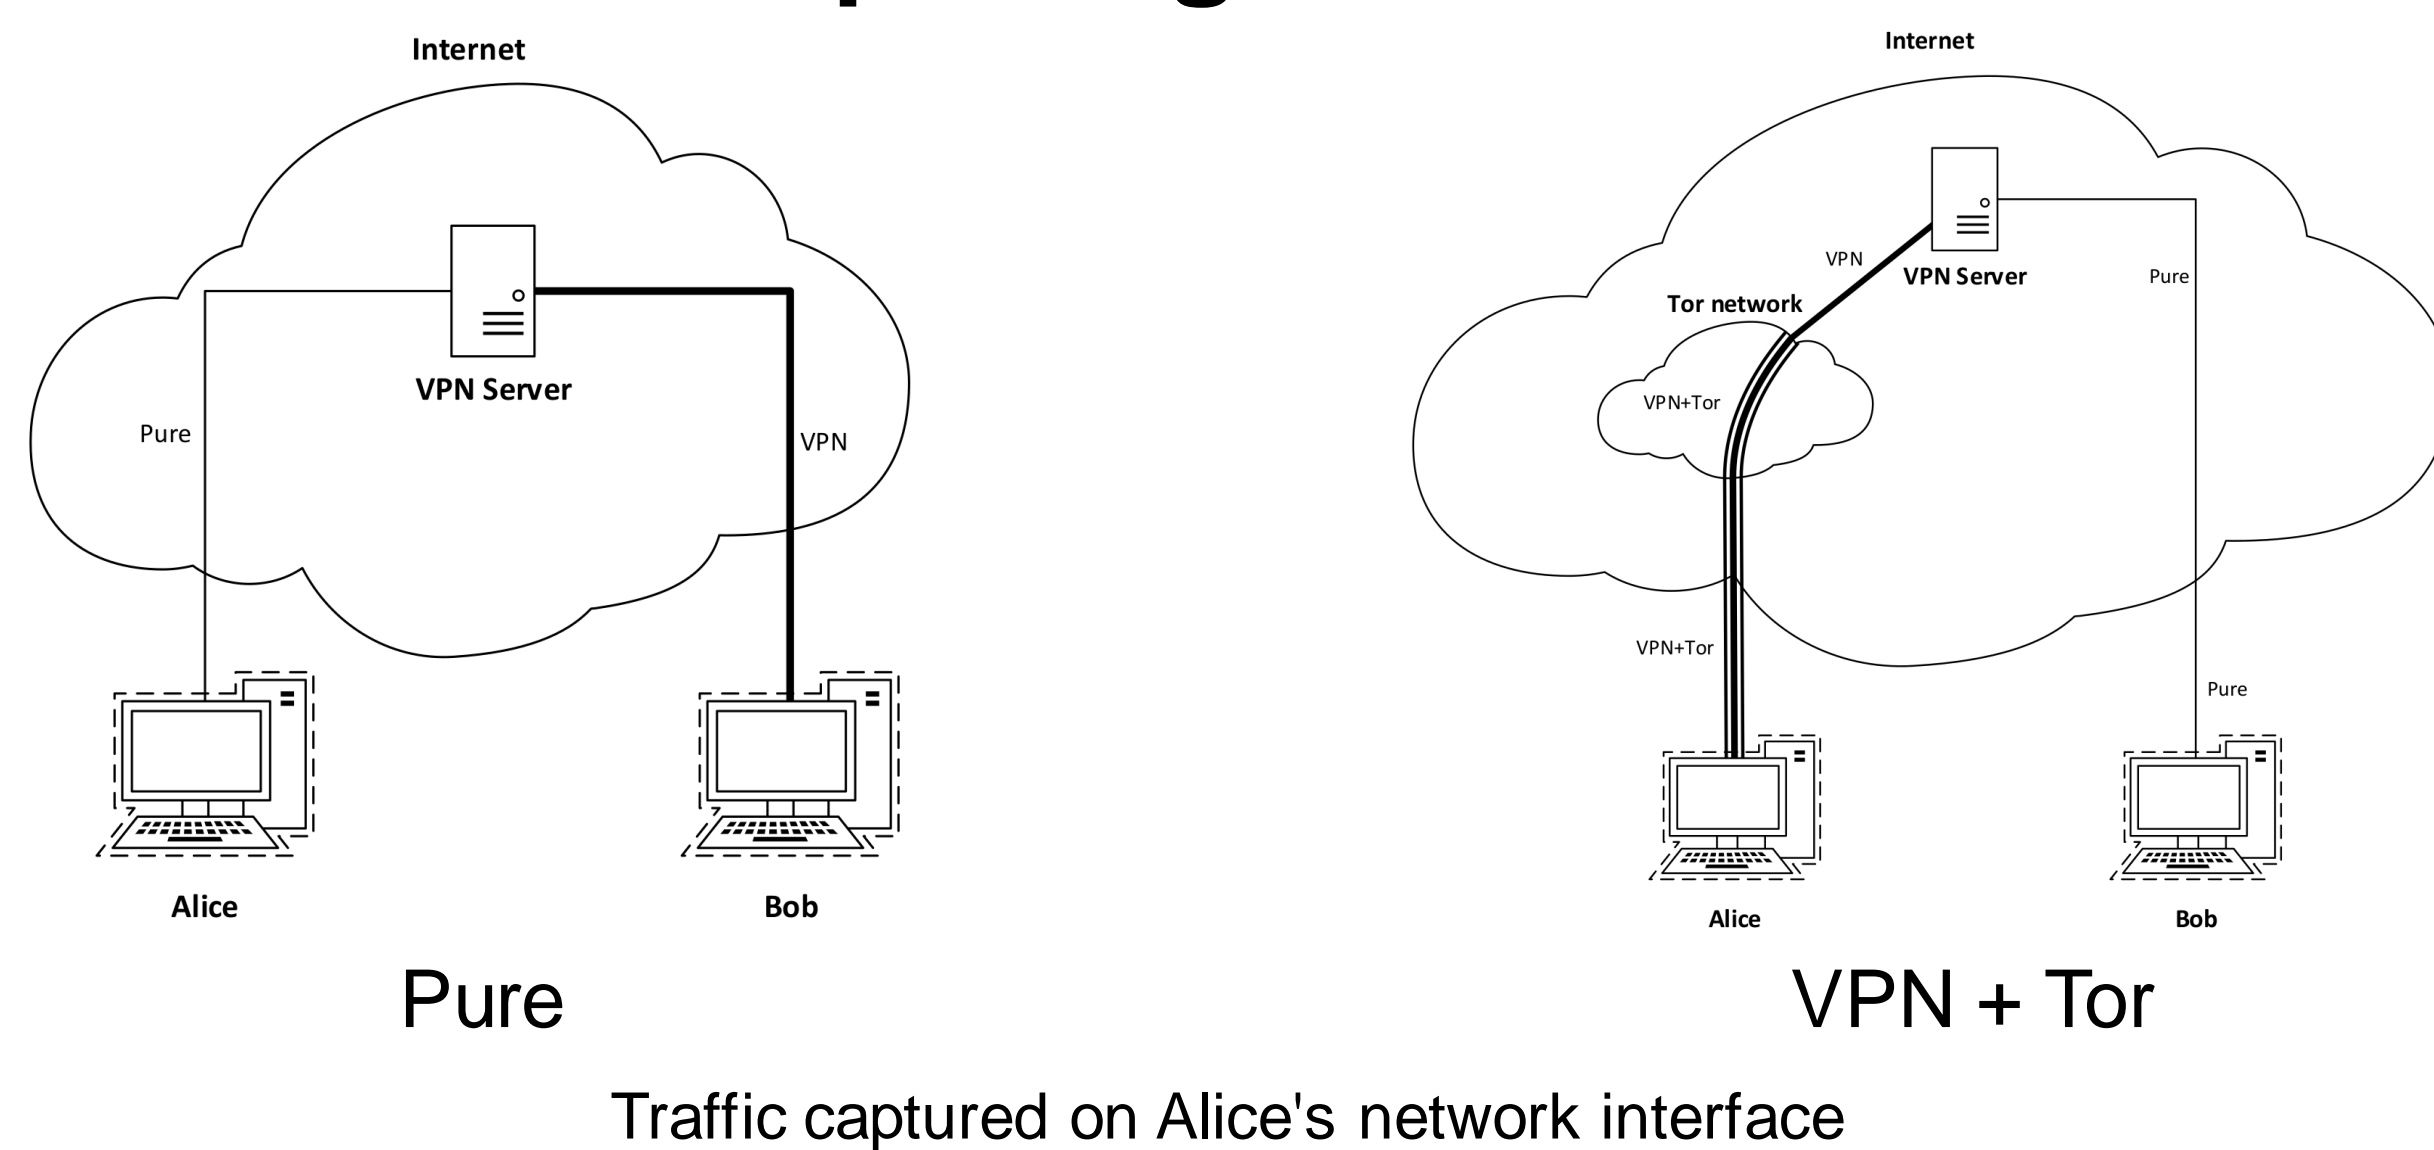 Internet
VPN Server
Pure
VPN
Alice
Bob
Pure
Internet
VPN
VPN Server
Pure
Tor network
VPN+Tor
VPN+Tor
Pure
Alice
Bob
VPN + Tor
Traffic captured on Alice's network interface